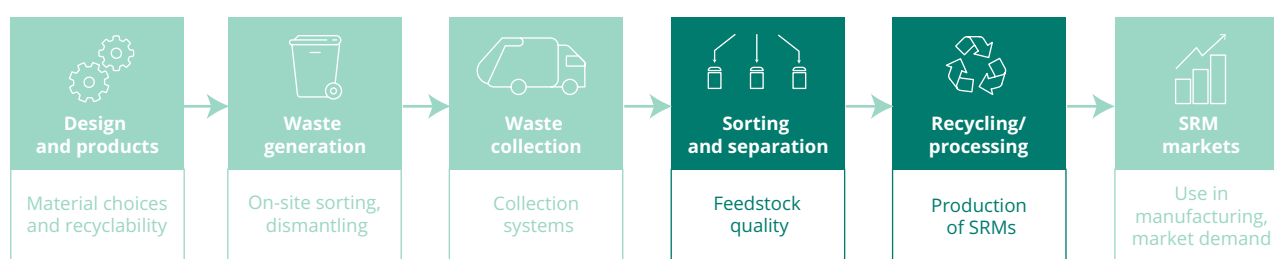 Design
and products
Material choices
and recyclability
Waste
generation
On-site sorting,
dismantling
Waste
collection
Collection
systems
Sorting
and separation
Feedstock
quality
Recycling/
processing
Production
of SRMs
SRM
markets
Use in
manufacturing,
market demand